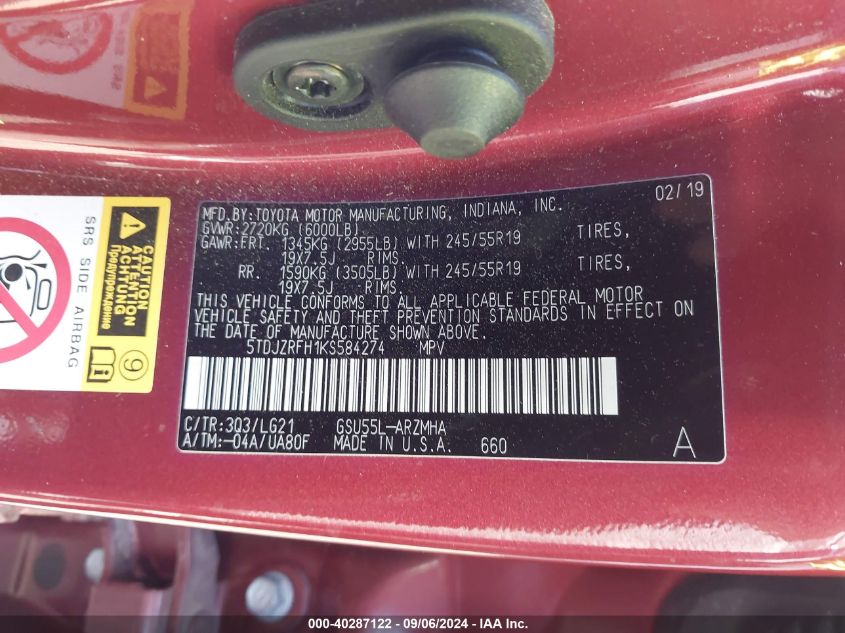 02/19
MFD.BY:TOYOTA MOTOR MANUFACTURING, INDIANA, INC.
GVWR:2720KG (6000LB)
GAWR:FRT. 1345KG (2955LB) WITH 245/55R19 TIRES,
19X7.5J RIMS.
RR. 1590KG (3505LB) WITH 245/55R19 TIRES,
19X7.5J RIMS.
THIS VEHICLE CONFORMS TO ALL APPLICABLE FEDERAL MOTOR
VEHICLE SAFETY AND THEFT PREVENTION STANDARDS IN EFFECT ON
THE DATE OF MANUFACTURE SHOWN ABOVE.
5TDJZRFH1KS584274 MPV
C/TR:3Q3/LG21 GSU55L-ARZMHA
A/TM:-04A/UA80F MADE IN U.S.A. 660
A
SRS SIDE AIRBAG
CAUTION
ATTENTION
ACHTUNG
Предупреждение
9
000-40287122 - 09/06/2024 - IAA Inc.